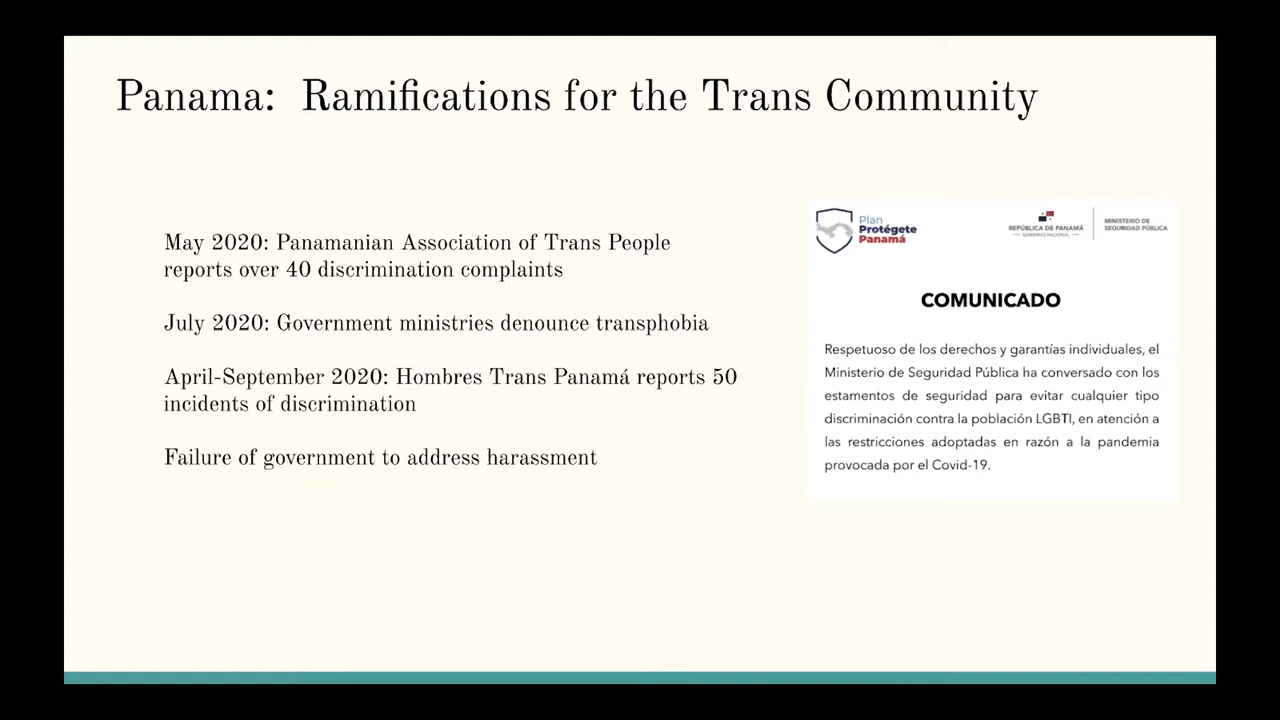 Panama: Ramifications for the Trans Community
May 2020: Panamanian Association of Trans People
reports over 40 discrimination complaints
July 2020: Government ministries denounce transphobia
April-September 2020: Hombres Trans Panamá reports 50
incidents of discrimination
Failure of government to address harassment
Plan
Protégete
Panamá
REPÚBLICA DE PANAMÁ
GOBIERNO NACIONAL
MINISTERIO DE
SEGURIDAD PÚBLICA
COMUNICADO
Respetuoso de los derechos y garantías individuales, el
Ministerio de Seguridad Pública ha conversado con los
estamentos de seguridad para evitar cualquier tipo
discriminación contra la población LGBTI, en atención a
las restricciones adoptadas en razón a la pandemia
provocada por el Covid-19.